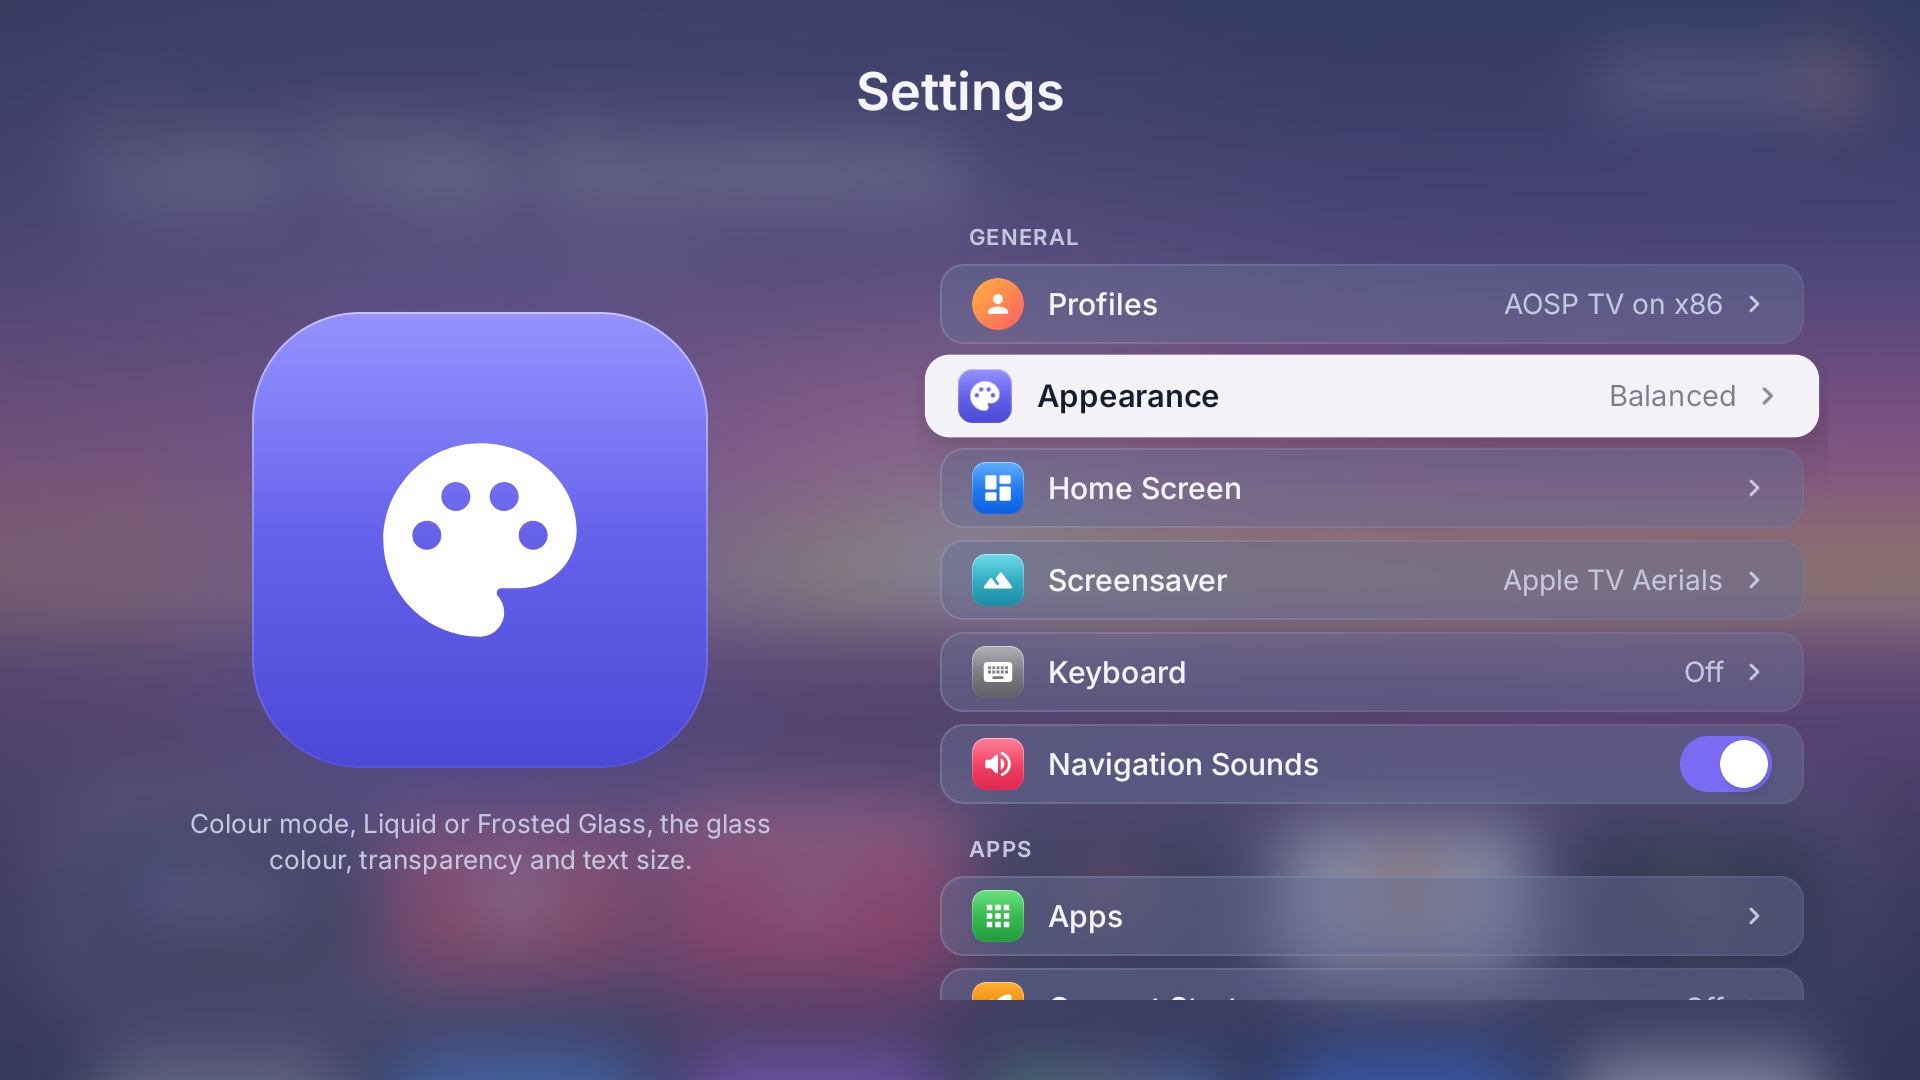 Settings
GENERAL
Profiles
AOSP TV on x86
Appearance
Balanced
Home Screen
Screensaver
Apple TV Aerials
Keyboard
Off
Navigation Sounds
Colour mode, Liquid or Frosted Glass, the glass
colour, transparency and text size.
APPS
Apps